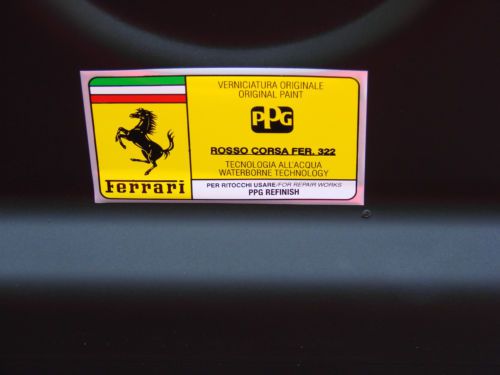 VERNICIATURA ORIGINALE
ORIGINAL PAINT
PPG
ROSSO CORSA FER. 322
TECNOLOGIA ALL'ACQUA
WATERBORNE TECHNOLOGY
Ferrari
PER RITOCCHI USARE/FOR REPAIR WORKS
PPG REFINISH